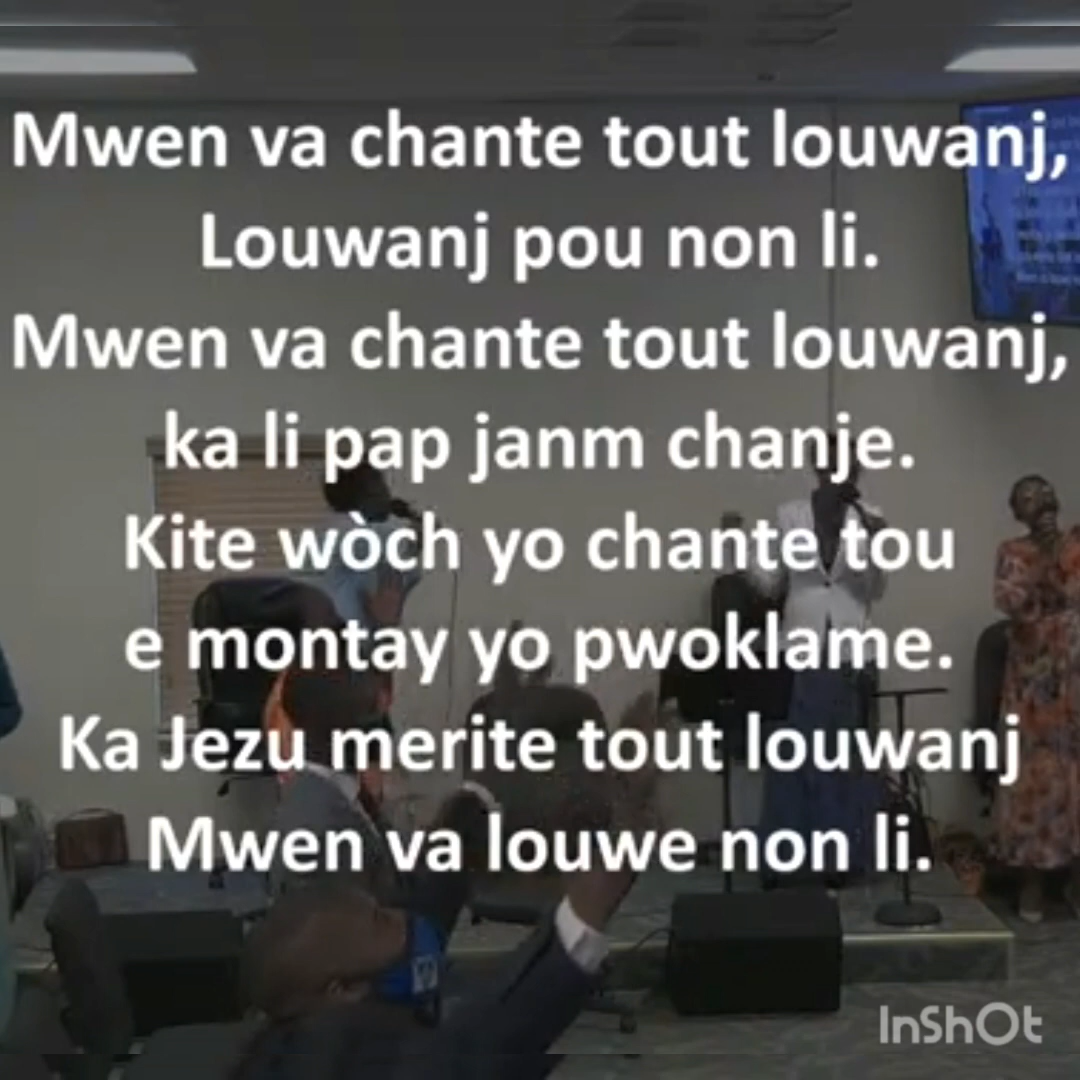 Mwen va chante tout louwanj,
Louwanj pou non li.
Mwen va chante tout louwanj,
ka li pap janm chanje.
Kite wòch yo chante tou
e montay yo pwoklame.
Ka Jezu merite tout louwanj
Mwen va louwe non li.
InShOt